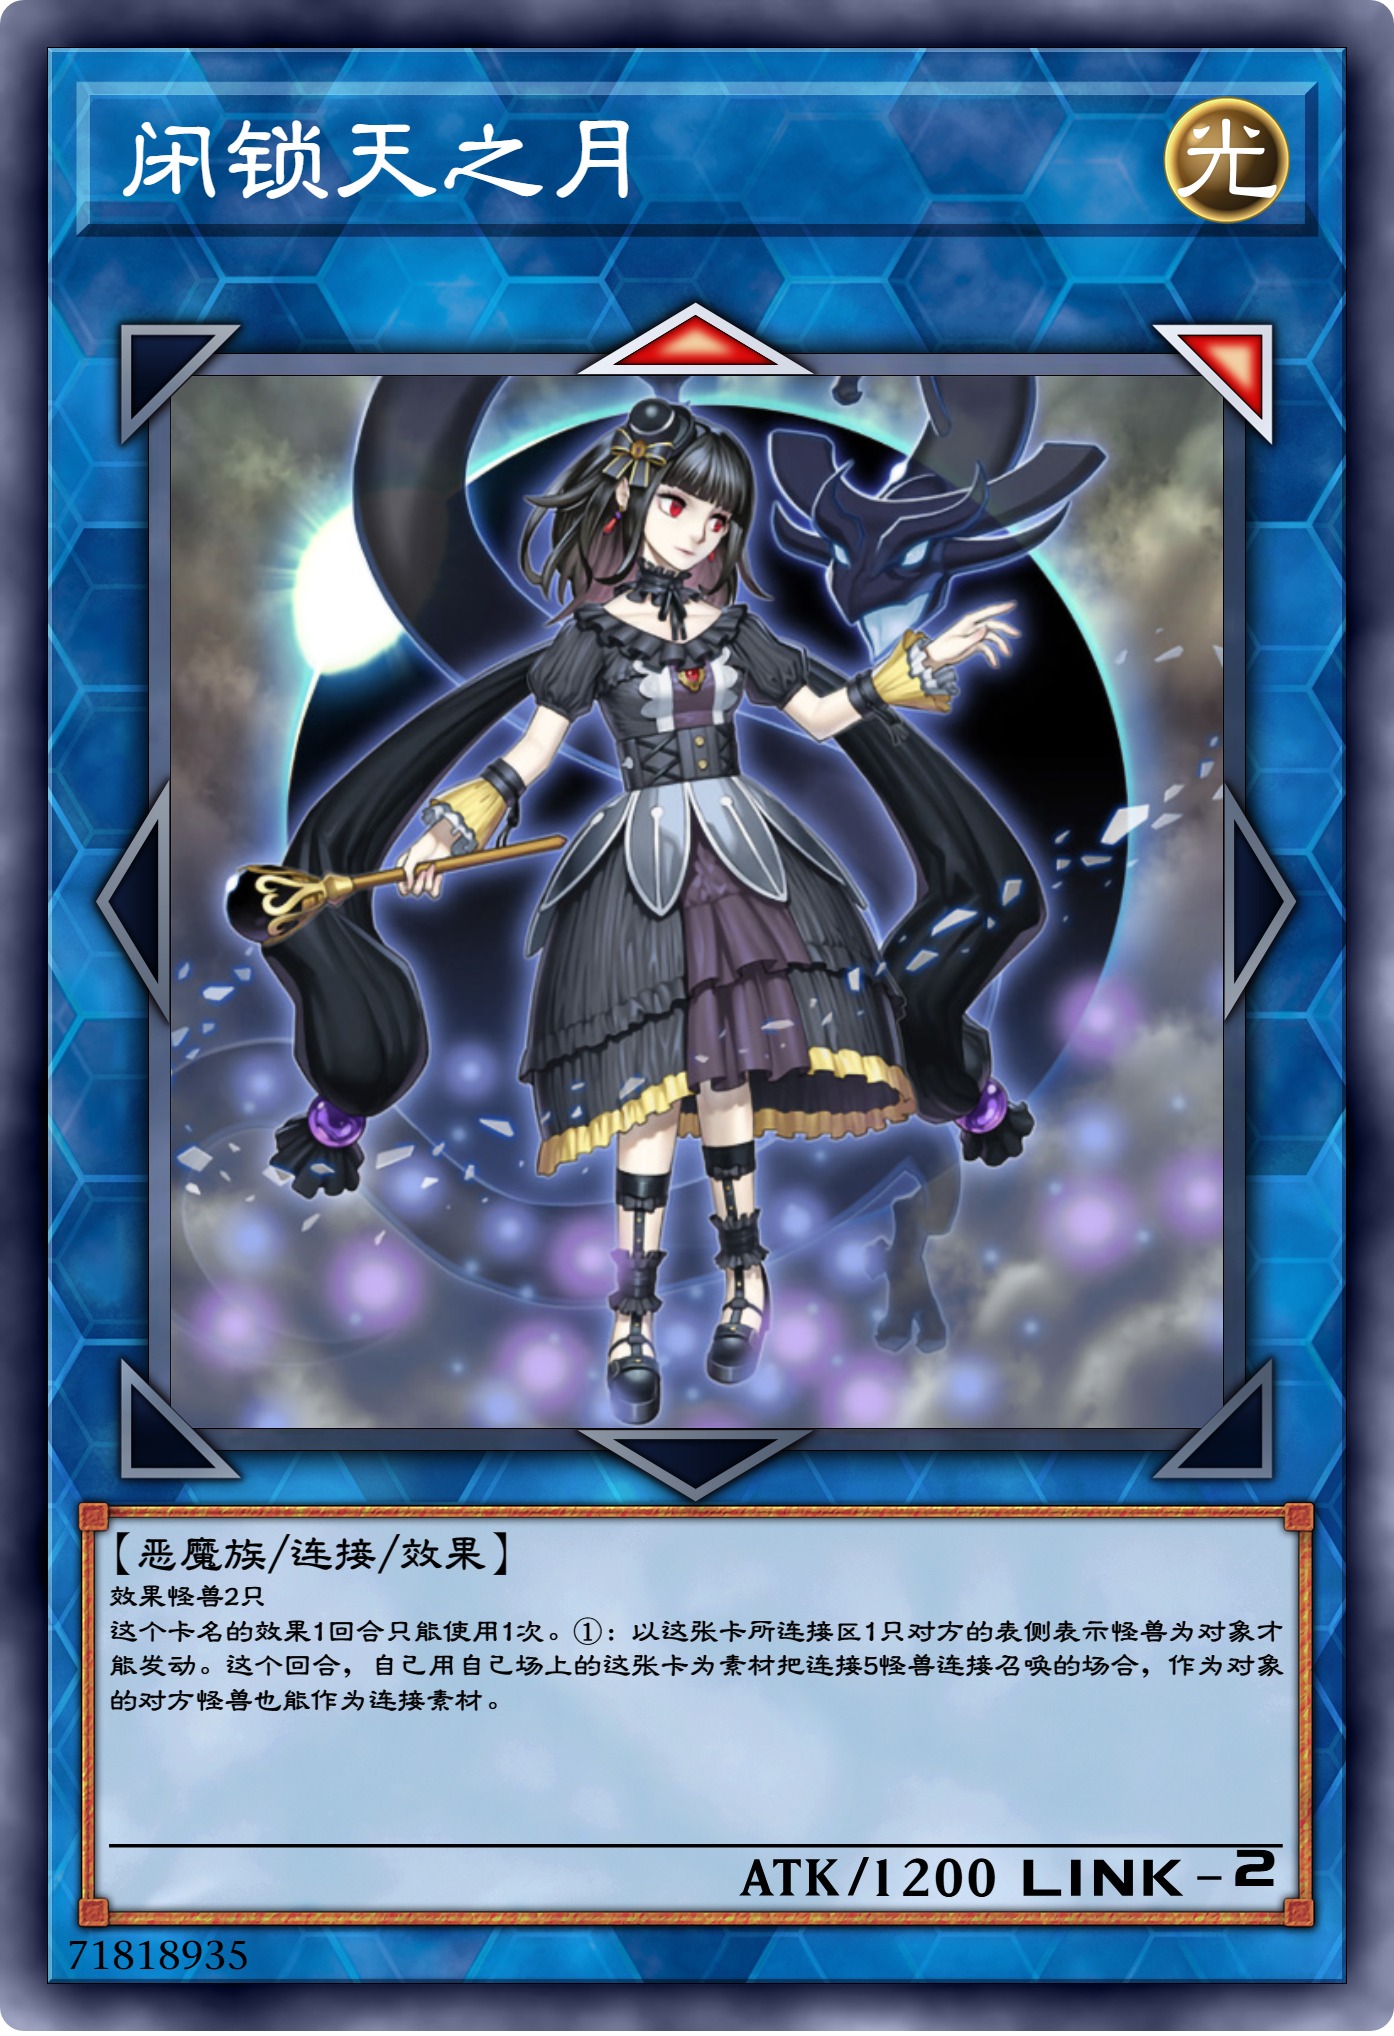 闭锁天之月
光
【恶魔族/连接/效果】
效果怪兽2只
这个卡名的效果1回合只能使用1次。①：以这张卡所连接区1只对方的表侧表示怪兽为对象才
能发动。这个回合，自己用自己场上的这张卡为素材把连接5怪兽连接召唤的场合，作为对象
的对方怪兽也能作为连接素材。
ATK/1200 LINK-2
71818935